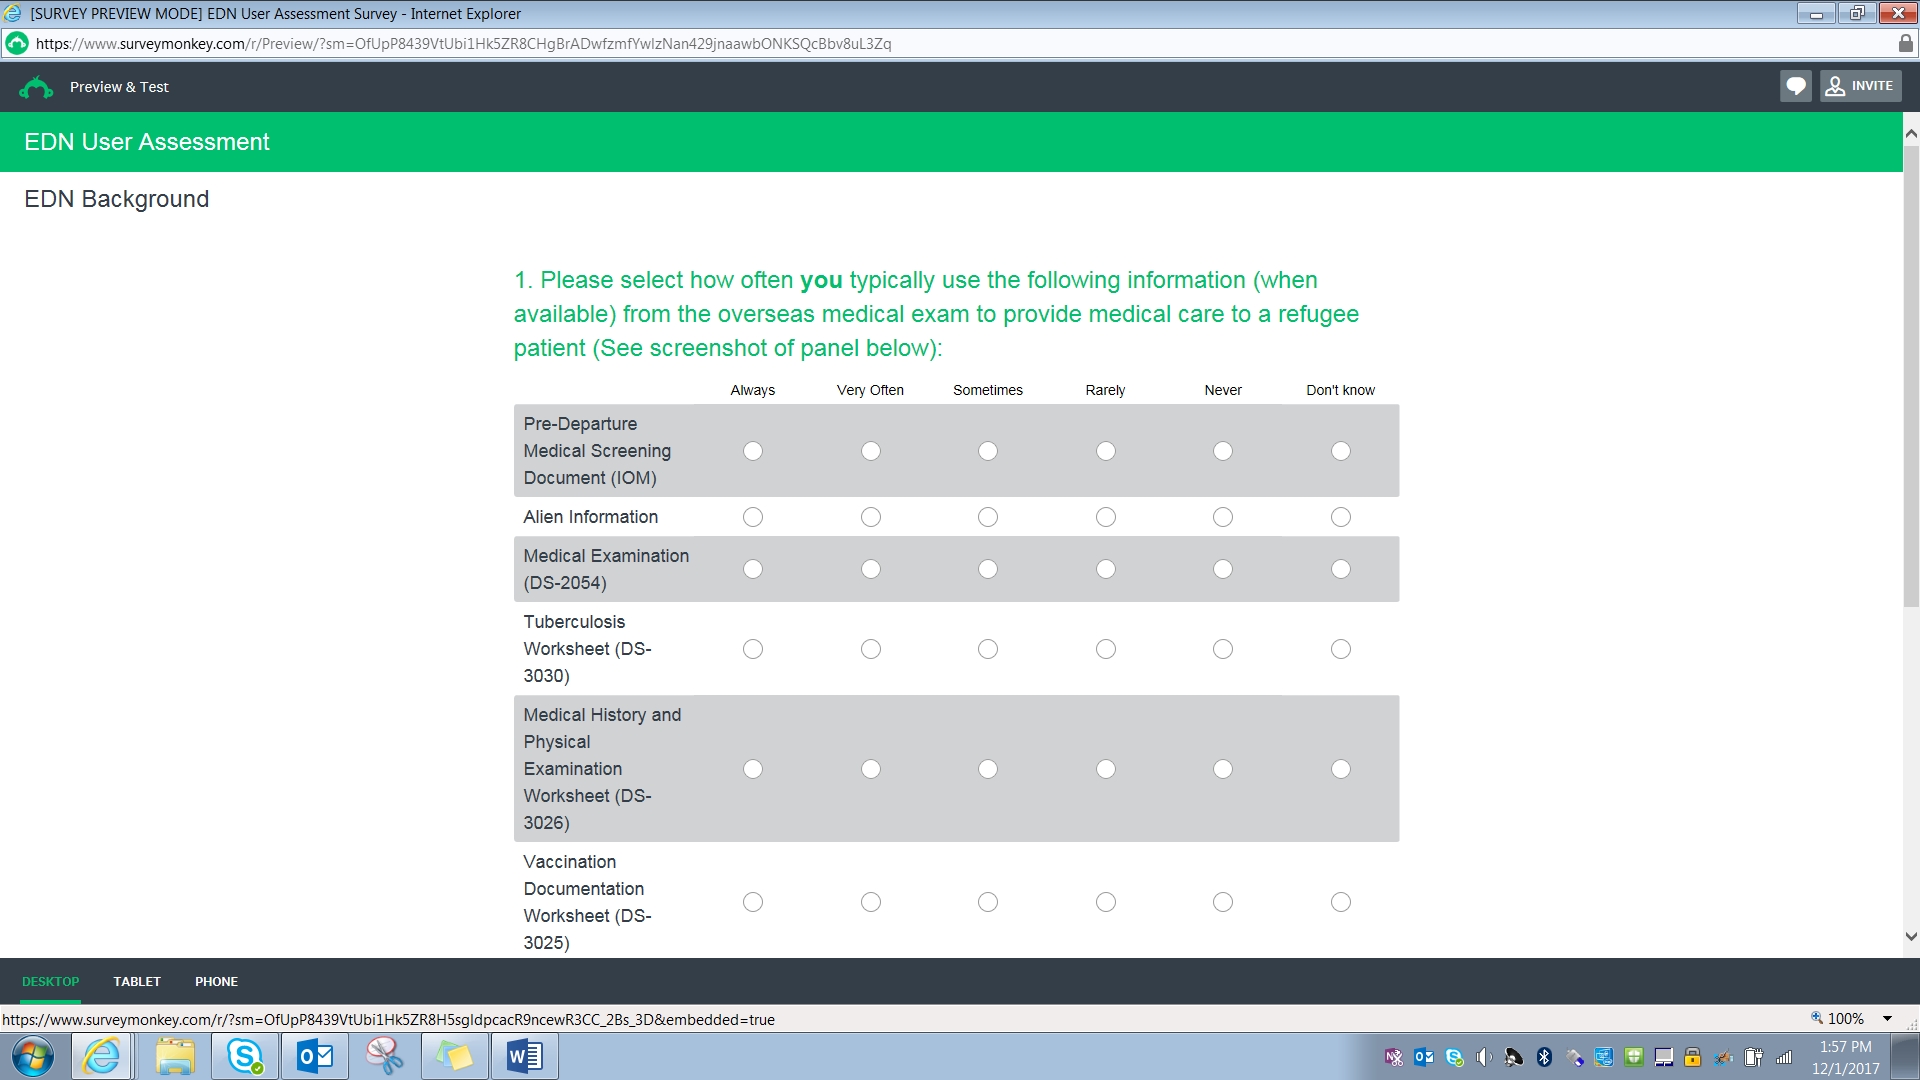 [SURVEY PREVIEW MODE] EDN User Assessment Survey - Internet Explorer
https://www.surveymonkey.com/r/Preview/?sm=OfUpP8439VtUbi1Hk5ZR8CHgBrADwfzmfYwlzNan429jnaawbONKSQcBbv8uL3Zq
Preview & Test
INVITE
EDN User Assessment
EDN Background
1. Please select how often you typically use the following information (when
available) from the overseas medical exam to provide medical care to a refugee
patient (See screenshot of panel below):
Always Very Often Sometimes Rarely Never Don't know
Pre-Departure
Medical Screening
Document (IOM)
Alien Information
Medical Examination
(DS-2054)
Tuberculosis
Worksheet (DS-
3030)
Medical History and
Physical
Examination
Worksheet (DS-
3026)
Vaccination
Documentation
Worksheet (DS-
3025)
DESKTOP TABLET PHONE
https://www.surveymonkey.com/r/?sm=OfUpP8439VtUbi1Hk5ZR8H5sgIdpcacR9ncewR3CC_2Bs_3D&embedded=true
100%
1:57 PM
12/1/2017